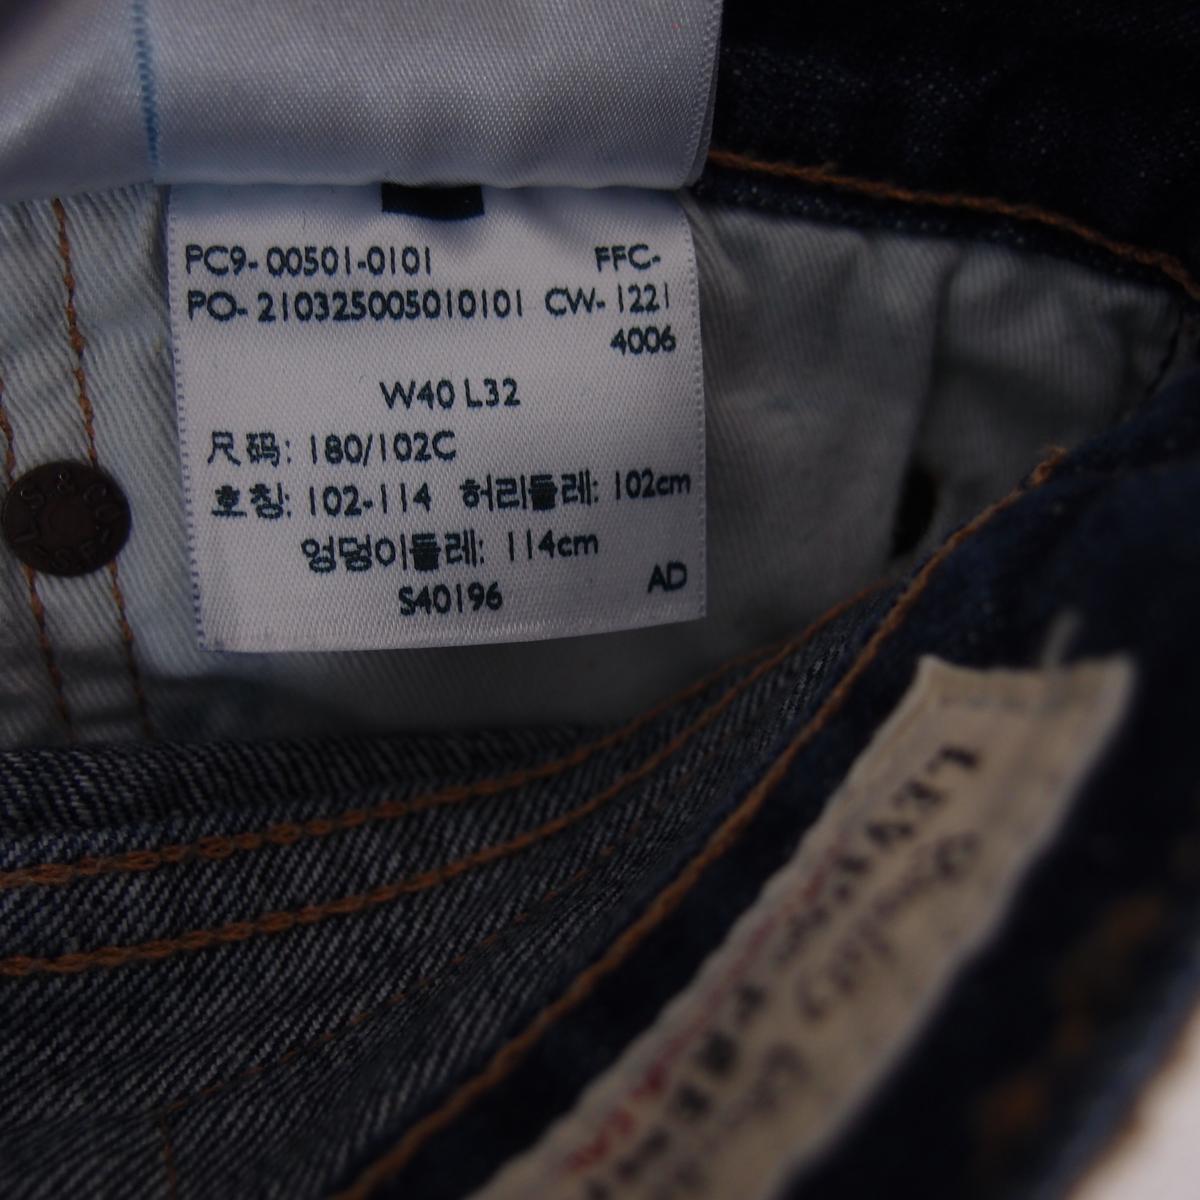 PC9- 00501-0101 FFC-
PO- 210325005010101 CW- 1221
4006
W40 L32
尺码: 180/102C
호칭: 102-114 허리둘레: 102cm
엉덩이둘레: 114cm
S40196 AD